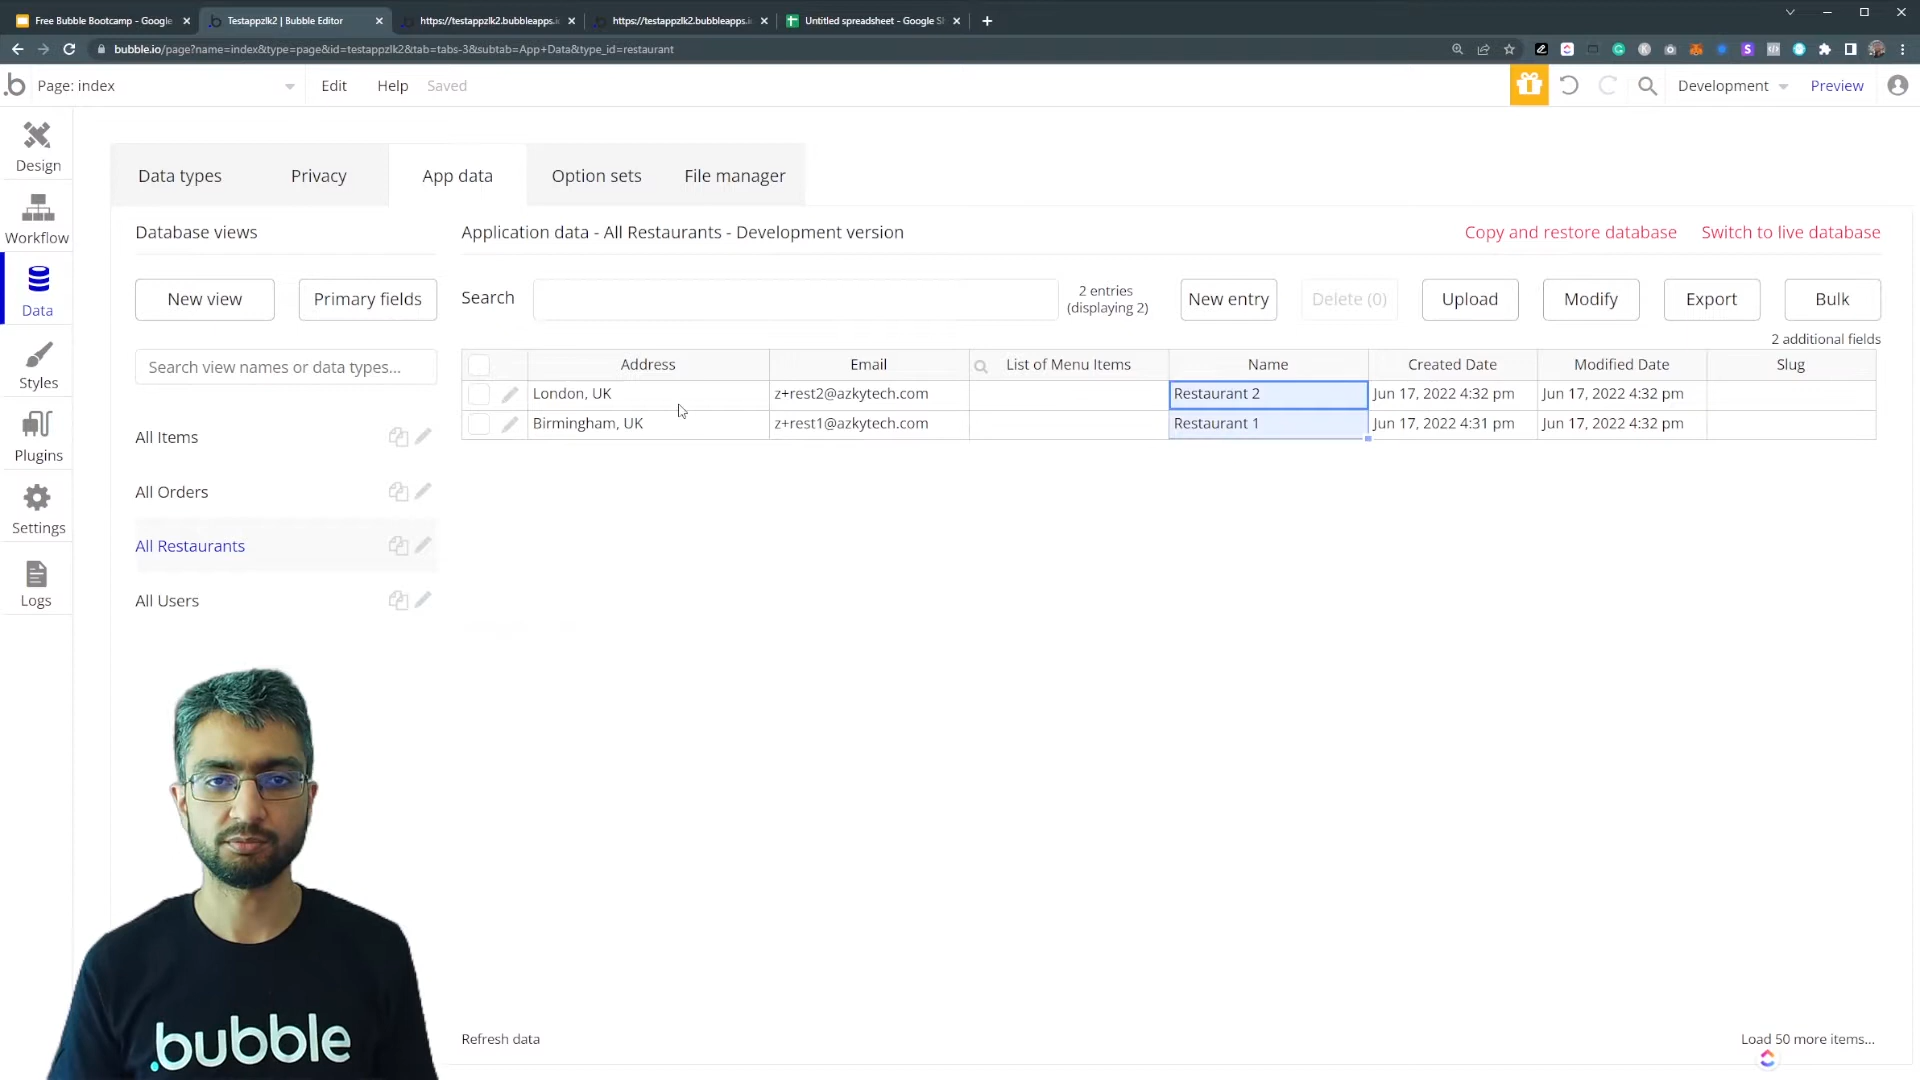 Free Bubble Bootcamp - Google
Testappzlk2 | Bubble Editor
https://testappzlk2.bubbleapps.i
https://testappzlk2.bubbleapps.i
Untitled spreadsheet - Google Sh
bubble.io/page?name=index&type=page&id=testappzlk2&tab=tabs-3&subtab=App+Data&type_id=restaurant
Page: index
Edit
Help
Saved
Development
Preview
Design
Workflow
Data
Styles
Plugins
Settings
Logs
Data types
Privacy
App data
Option sets
File manager
Database views
Application data - All Restaurants - Development version
Copy and restore database
Switch to live database
New view
Primary fields
Search
2 entries
(displaying 2)
New entry
Delete (0)
Upload
Modify
Export
Bulk
2 additional fields
Search view names or data types...
Address Email List of Menu Items Name Created Date Modified Date Slug
London, UK z+rest2@azkytech.com Restaurant 2 Jun 17, 2022 4:32 pm Jun 17, 2022 4:32 pm
Birmingham, UK z+rest1@azkytech.com Restaurant 1 Jun 17, 2022 4:31 pm Jun 17, 2022 4:32 pm
All Items
All Orders
All Restaurants
All Users
.bubble
Refresh data
Load 50 more items...